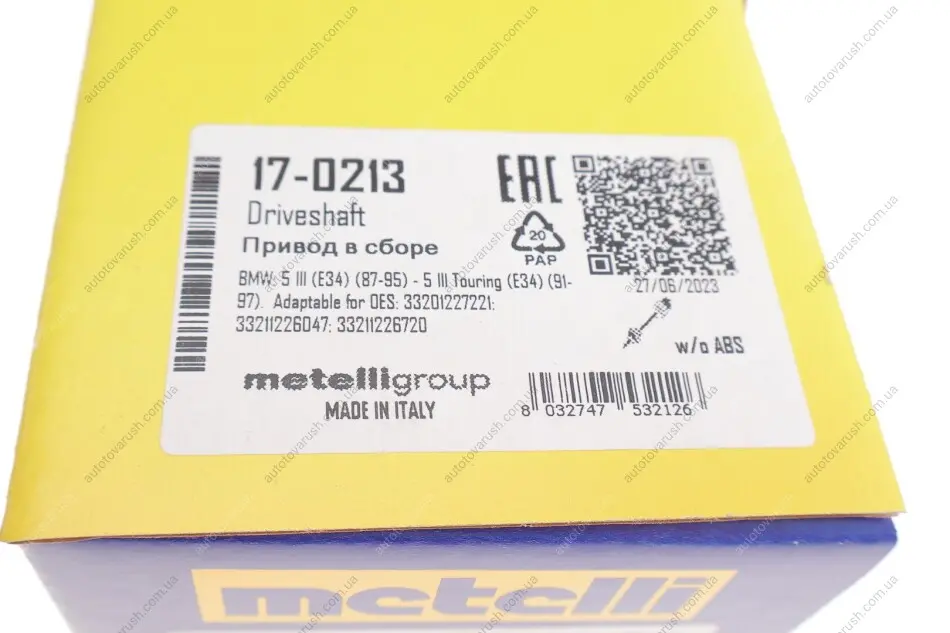 17-0213
Driveshaft
Привод в сборе
BMW: 5 III (E34) (87-95) - 5 III Touring (E34) (91-
97). Adaptable for OES: 33201227221;
33211226047; 33211226720
metelligroup
MADE IN ITALY
EAC
20
PAP
27/06/2023
w/o ABS
8 032747 532126
metelli
autotovarush.com.ua